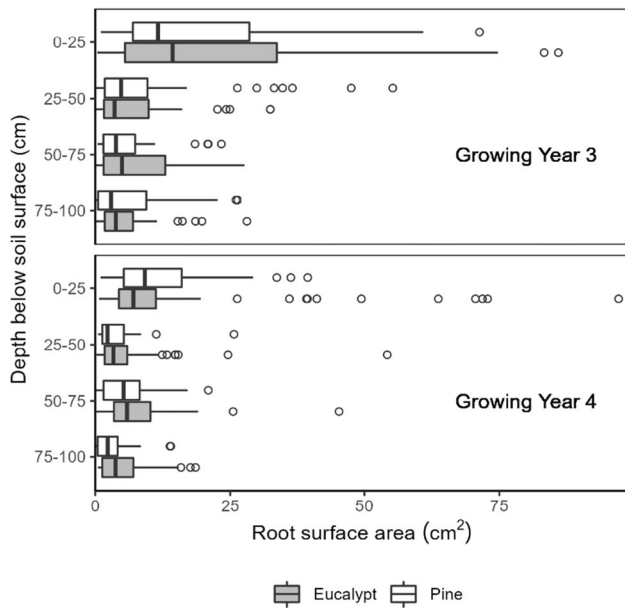 Depth below soil surface (cm)
0-25
25-50
50-75
75-100
Growing Year 3
0-25
25-50
50-75
75-100
Growing Year 4
0 25 50 75
Root surface area (cm²)
Eucalypt Pine